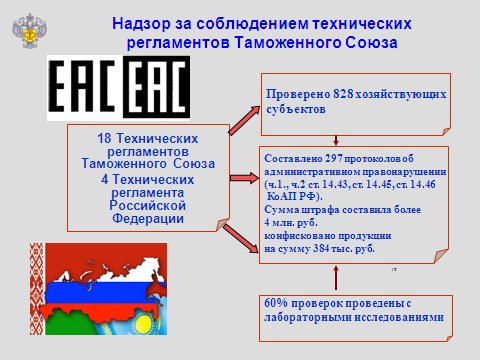 Надзор за соблюдением технических
регламентов Таможенного Союза
EAC EAC
Проверено 828 хозяйствующих
субъектов
18 Технических
регламентов
Таможенного Союза
4 Технических
регламента
Российской
Федерации
Составлено 297 протоколов об
административном правонарушении
(ч.1., ч.2 ст. 14.43, ст. 14.45, ст. 14.46
КоАП РФ).
Сумма штрафа составила более
4 млн. руб.
конфисковано продукции
на сумму 384 тыс. руб.
60% проверок проведены с
лабораторными исследованиями